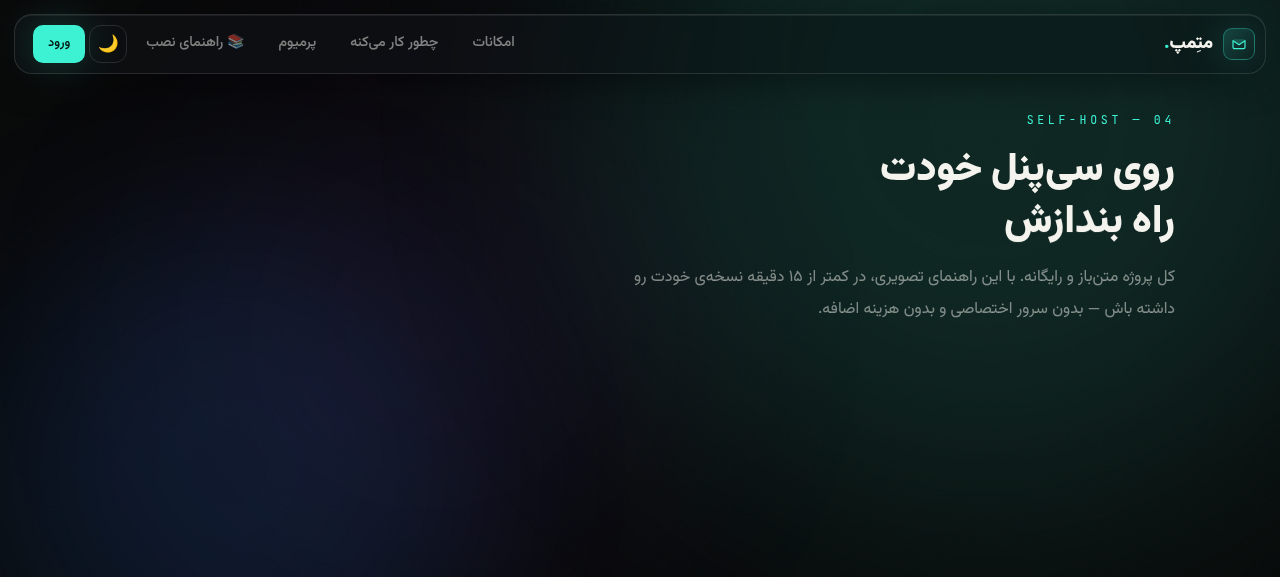 متِمپ.
امکانات
چطور کار می‌کنه
پرمیوم
📚 راهنمای نصب
🌙
ورود
SELF-HOST — 04
روی سی‌پنل خودت
راه بندازش
کل پروژه متن‌باز و رایگانه. با این راهنمای تصویری، در کمتر از ۱۵ دقیقه نسخه‌ی خودت رو
داشته باش — بدون سرور اختصاصی و بدون هزینه اضافه.